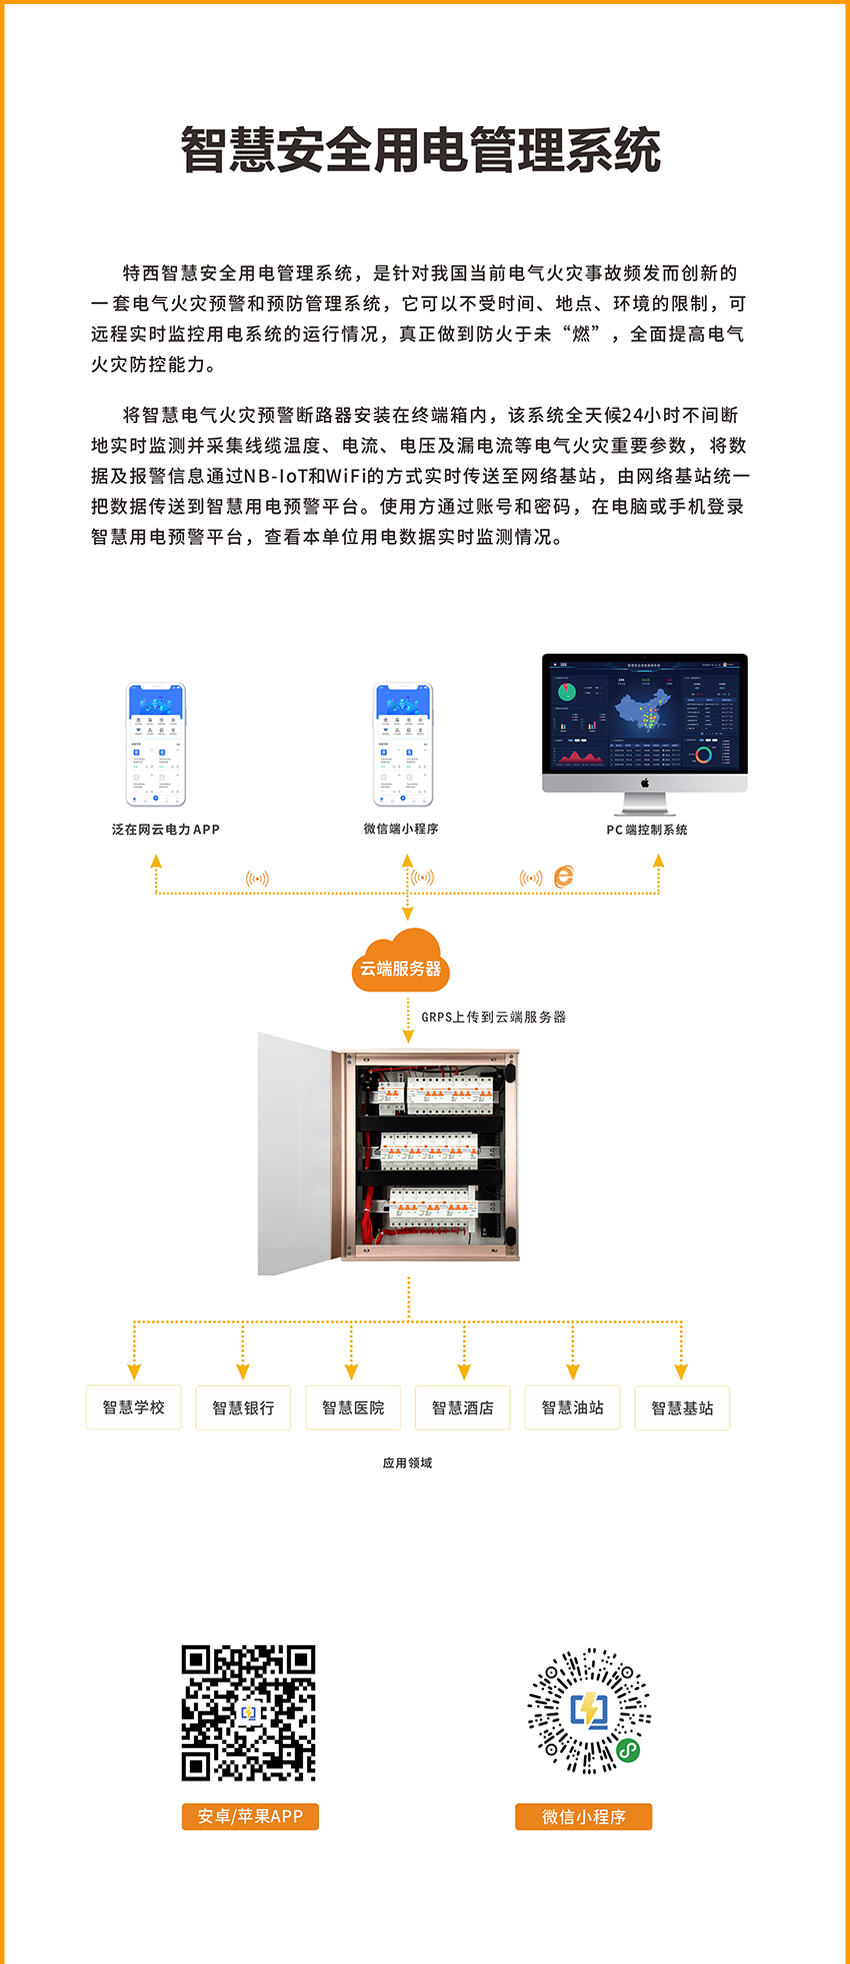 智慧安全用电管理系统
特西智慧安全用电管理系统，是针对我国当前电气火灾事故频发而创新的
一套电气火灾预警和预防管理系统，它可以不受时间、地点、环境的限制，可
远程实时监控用电系统的运行情况，真正做到防火于未“燃”，全面提高电气
火灾防控能力。
将智慧电气火灾预警断路器安装在终端箱内，该系统全天候24小时不间断
地实时监测并采集线缆温度、电流、电压及漏电流等电气火灾重要参数，将数
据及报警信息通过NB-IoT和WiFi的方式实时传送至网络基站，由网络基站统一
把数据传送到智慧用电预警平台。使用方通过账号和密码，在电脑或手机登录
智慧用电预警平台，查看本单位用电数据实时监测情况。
智慧安全用电管理系统
泛在网云电力APP
微信端小程序
PC端控制系统
云端服务器
GRPS上传到云端服务器
智慧学校
智慧银行
智慧医院
智慧酒店
智慧油站
智慧基站
应用领域
安卓/苹果APP
微信小程序